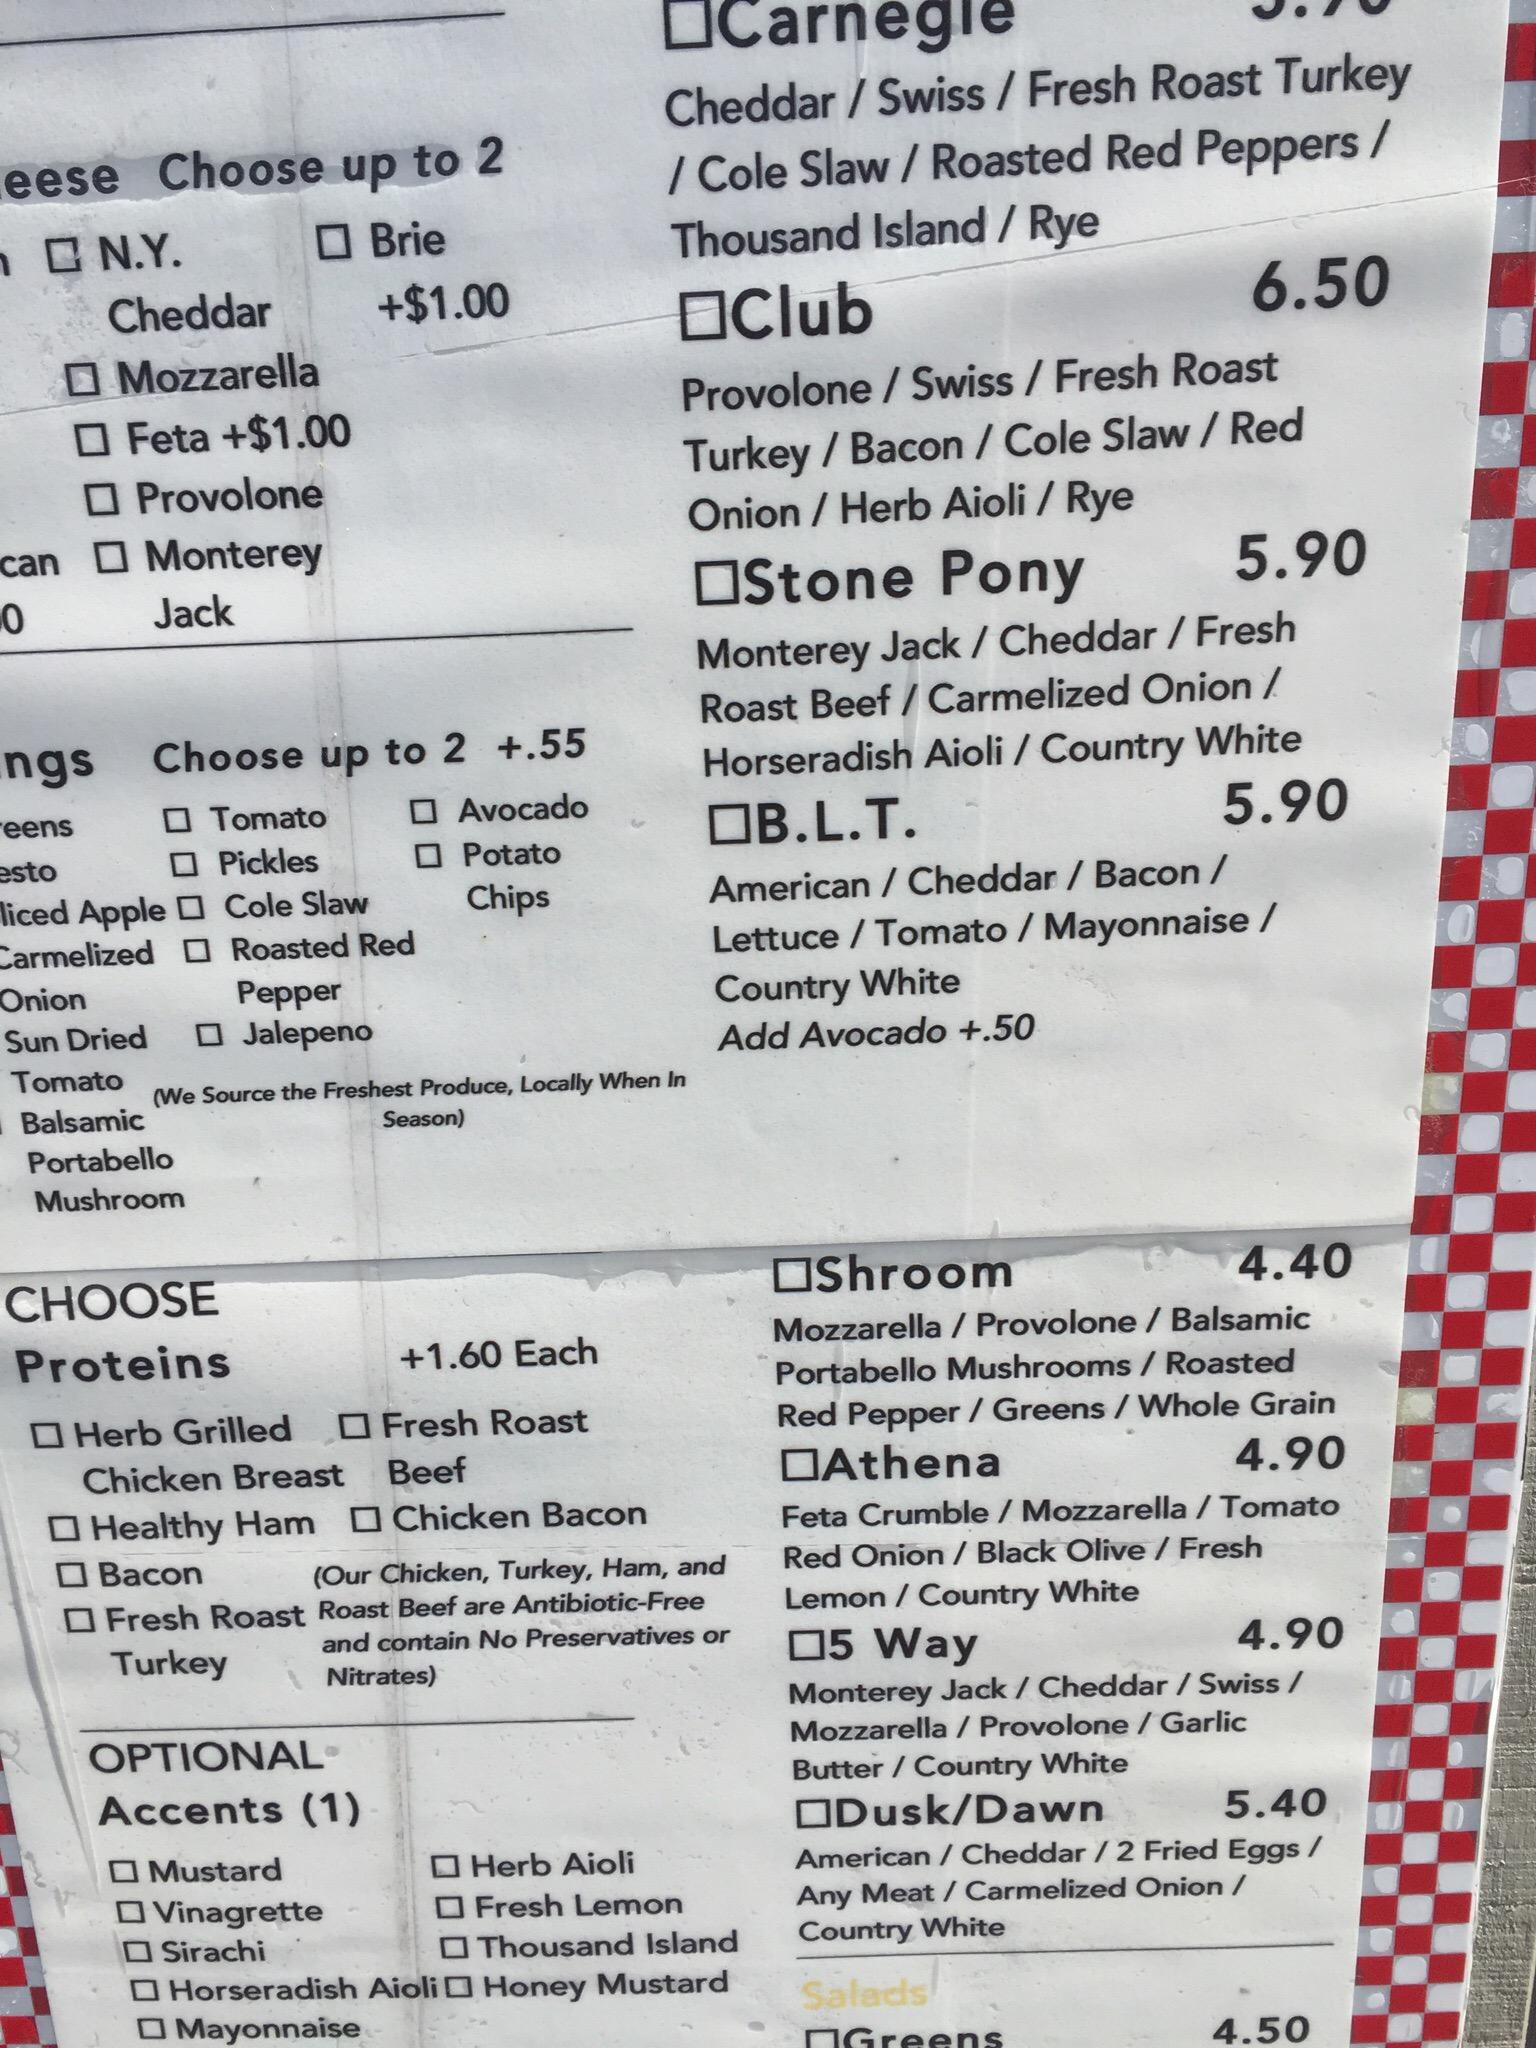 Choose up to 2
N.Y.
Cheddar
Brie
+$1.00
Mozzarella
Feta +$1.00
Provolone
Monterey
Jack
Choose up to 2 +.55
Apple
Carmelized
Onion
Sun Dried
Tomato
Balsamic
Portabello
Mushroom
Tomato
Pickles
Cole Slaw
Roasted Red
Pepper
Jalepeno
Avocado
Potato
Chips
(We Source the Freshest Produce, Locally When In
Season)
CHOOSE
Proteins +1.60 Each
Herb Grilled
Chicken Breast
Healthy Ham
Bacon
Fresh Roast
Turkey
Fresh Roast
Beef
Chicken Bacon
(Our Chicken, Turkey, Ham, and
Roast Beef are Antibiotic-Free
and contain No Preservatives or
Nitrates)
OPTIONAL
Accents (1)
Mustard
Vinagrette
Sirachi
Horseradish Aioli
Mayonnaise
Herb Aioli
Fresh Lemon
Thousand Island
Honey Mustard
Carnegie
Cheddar / Swiss / Fresh Roast Turkey
/ Cole Slaw / Roasted Red Peppers /
Thousand Island / Rye
Club 6.50
Provolone / Swiss / Fresh Roast
Turkey / Bacon / Cole Slaw / Red
Onion / Herb Aioli / Rye
Stone Pony 5.90
Monterey Jack / Cheddar / Fresh
Roast Beef / Carmelized Onion /
Horseradish Aioli / Country White
B.L.T. 5.90
American / Cheddar / Bacon /
Lettuce / Tomato / Mayonnaise /
Country White
Add Avocado +.50
Shroom 4.40
Mozzarella / Provolone / Balsamic
Portabello Mushrooms / Roasted
Red Pepper / Greens / Whole Grain
Athena 4.90
Feta Crumble / Mozzarella / Tomato
Red Onion / Black Olive / Fresh
Lemon / Country White
5 Way 4.90
Monterey Jack / Cheddar / Swiss /
Mozzarella / Provolone / Garlic
Butter / Country White
Dusk/Dawn 5.40
American / Cheddar / 2 Fried Eggs /
Any Meat / Carmelized Onion /
Country White
Salads
Greens 4.50